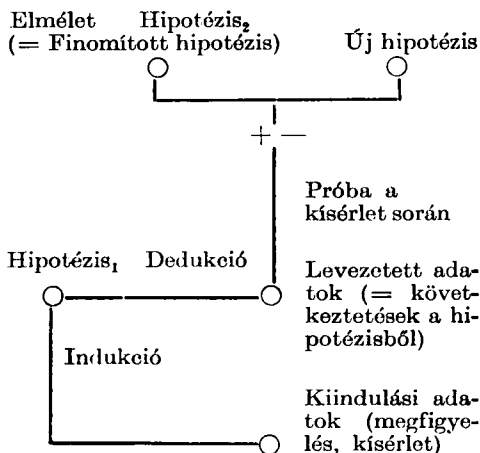 Elmélet Hipotézis₂
(= Finomított hipotézis)
Új hipotézis
+ −
Próba a
kísérlet során
Hipotézis₁ Dedukció
Levezetett ada-
tok (= követ-
keztetések a hi-
potézisből)
Indukció
Kiindulási ada-
tok (megfigye-
lés, kísérlet)